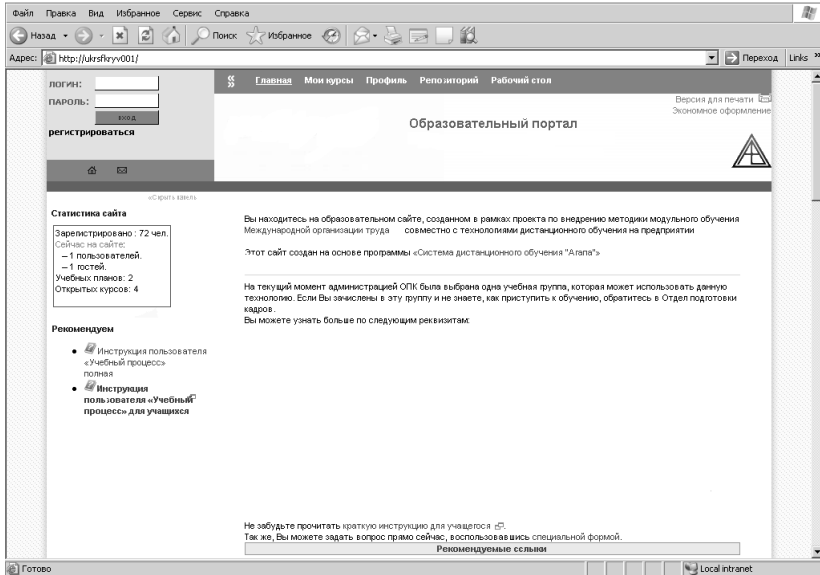 Файл Правка Вид Избранное Сервис Справка
Назад Поиск Избранное
Адрес: http://ukrsfkryv001/ Переход Links »
логин:
пароль:
вход
регистрироваться
Главная Мои курсы Профиль Репозиторий Рабочий стол
Версия для печати
Экономное оформление
Образовательный портал
«Скрыть панель
Статистика сайта
Зарегистрировано : 72 чел.
Сейчас на сайте:
– 1 пользователей.
– 1 гостей.
Учебных планов: 2
Открытых курсов: 4
Рекомендуем
Инструкция пользователя
«Учебный процесс»
полная
Инструкция
пользователя «Учебный
процесс» для учащихся
Вы находитесь на образовательном сайте, созданном в рамках проекта по внедрению методики модульного обучения
Международной организации труда совместно с технологиями дистанционного обучения на предприятии
Этот сайт создан на основе программы «Система дистанционного обучения "Агапа"»
На текущий момент администрацией ОПК была выбрана одна учебная группа, которая может использовать данную
технологию. Если Вы зачислены в эту группу и не знаете, как приступить к обучению, обратитесь в Отдел подготовки
кадров.
Вы можете узнать больше по следующим реквизитам:
Не забудьте прочитать краткую инструкцию для учащегося .
Так же, Вы можете задать вопрос прямо сейчас, воспользовавшись специальной формой.
Рекомендуемые ссылки
Готово Local intranet